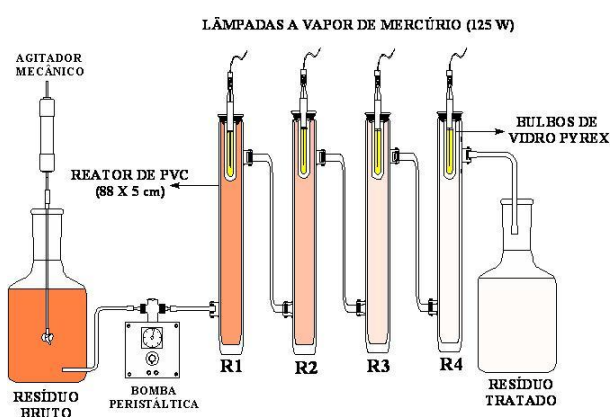 LÂMPADAS A VAPOR DE MERCÚRIO (125 W)
AGITADOR
MECÂNICO
BULHOS DE
VIDRO PYREX
REATOR DE PVC
(88 X 5 cm)
R1
R2
R3
R4
RESÍDUO
BRUTO
BOMBA
PERISTÁLTICA
RESÍDUO
TRATADO